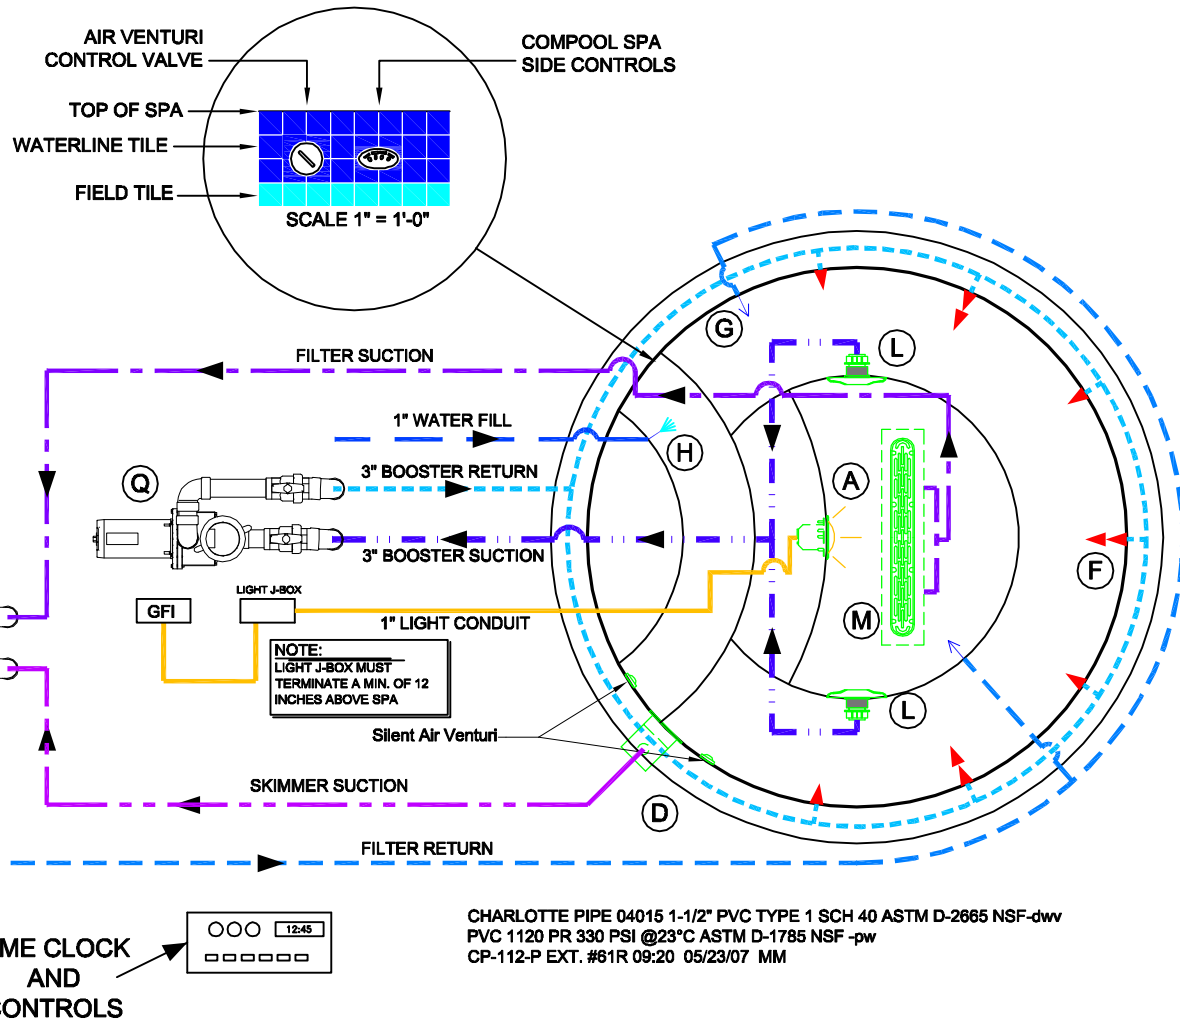 AIR VENTURI
CONTROL VALVE
COMPOOL SPA
SIDE CONTROLS
TOP OF SPA
WATERLINE TILE
FIELD TILE
SCALE 1" = 1'-0"
G
L
FILTER SUCTION
1" WATER FILL
H
3" BOOSTER RETURN
Q
A
3" BOOSTER SUCTION
F
LIGHT J-BOX
GFI
1" LIGHT CONDUIT
M
NOTE:
LIGHT J-BOX MUST
TERMINATE A MIN. OF 12
INCHES ABOVE SPA
L
Silent Air Venturi
SKIMMER SUCTION
D
FILTER RETURN
12:45
ME CLOCK
AND
CONTROLS
CHARLOTTE PIPE 04015 1-1/2" PVC TYPE 1 SCH 40 ASTM D-2665 NSF-dwv
PVC 1120 PR 330 PSI @23°C ASTM D-1785 NSF -pw
CP-112-P EXT. #61R 09:20 05/23/07 MM